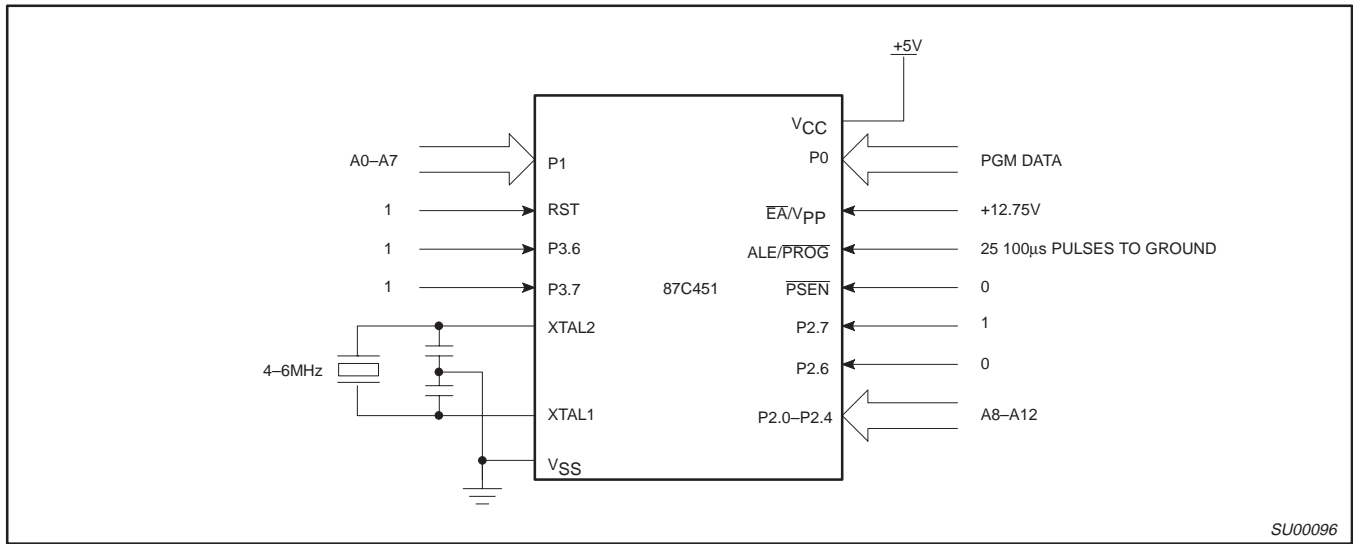 +5V
VCC
A0–A7
P1
P0
PGM DATA
1
RST
EA/VPP
+12.75V
1
P3.6
ALE/PROG
25 100µs PULSES TO GROUND
1
P3.7
87C451
PSEN
0
XTAL2
P2.7
1
4–6MHz
P2.6
0
XTAL1
P2.0–P2.4
A8–A12
VSS
SU00096